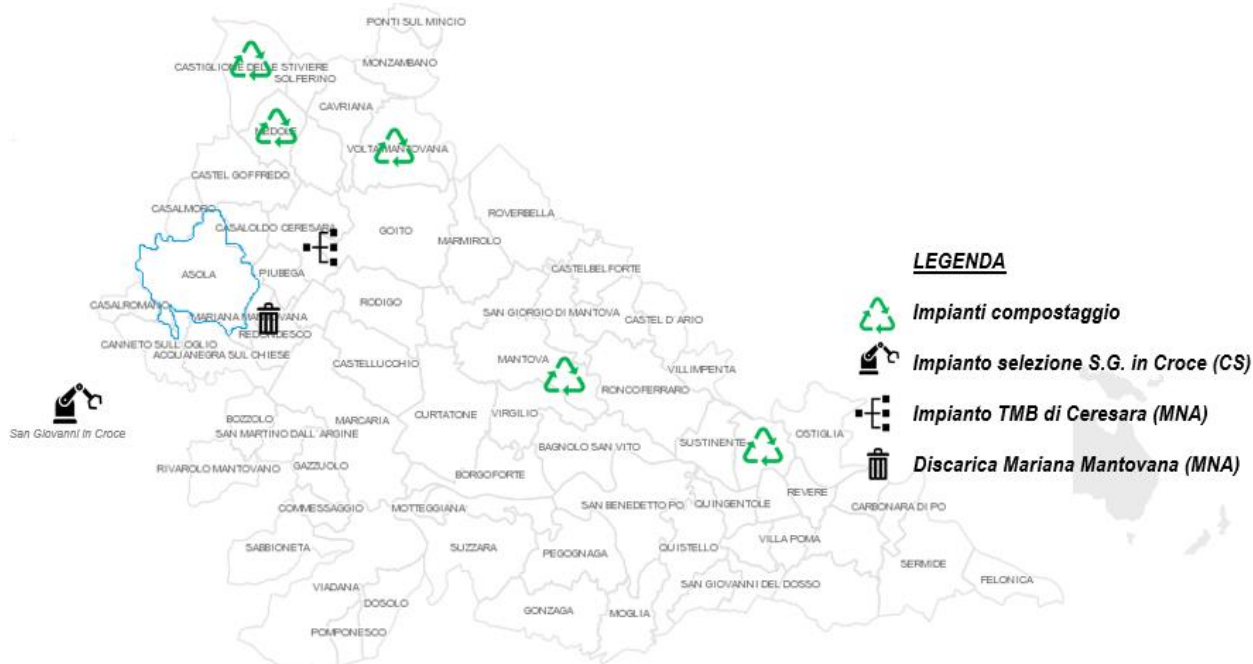 PONTI SUL MINCIO
CASTIGLIONE DELLE STIVIERE
SOLFERINO
MONZAMBANO
CAVRIANA
MEDOLE
VOLTA MANTOVANA
CASTEL GOFFREDO
CASALMORO
CASALOLDO CERESARA
GOITO
MARMIROLO
ROVERBELLA
ASOLA
PIUBEGA
CASTELBELFORTE
CASALROMANO
MARIANA MANTOVANA
REDONDESCO
RODIGO
SAN GIORGIO DI MANTOVA
CASTEL D'ARIO
CANNETO SULL'OGLIO
ACQUANEGRA SUL CHIESE
CASTELLUCCHIO
MANTOVA
VILLIMPENTA
RONCOFERRARO
San Giovanni in Croce
BOZZOLO
MARCARIA
CURTATONE
VIRGILIO
SAN MARTINO DALL'ARGINE
BAGNOLO SAN VITO
SUSTINENTE
OSTIGLIA
RIVAROLO MANTOVANO
GAZZUOLO
BORGOFORTE
COMMESSAGGIO
MOTTEGGIANA
SAN BENEDETTO PO
QUINGENTOLE
REVERE
CARBONARA DI PO
SABBIONETA
SUZZARA
PEGOGNAGA
QUISTELLO
VILLA POMA
SERMIDE
FELONICA
VIADANA
DOSOLO
SAN GIOVANNI DEL DOSSO
POMPONESCO
GONZAGA
MOGLIA
LEGENDA
Impianti compostaggio
Impianto selezione S.G. in Croce (CS)
Impianto TMB di Ceresara (MNA)
Discarica Mariana Mantovana (MNA)